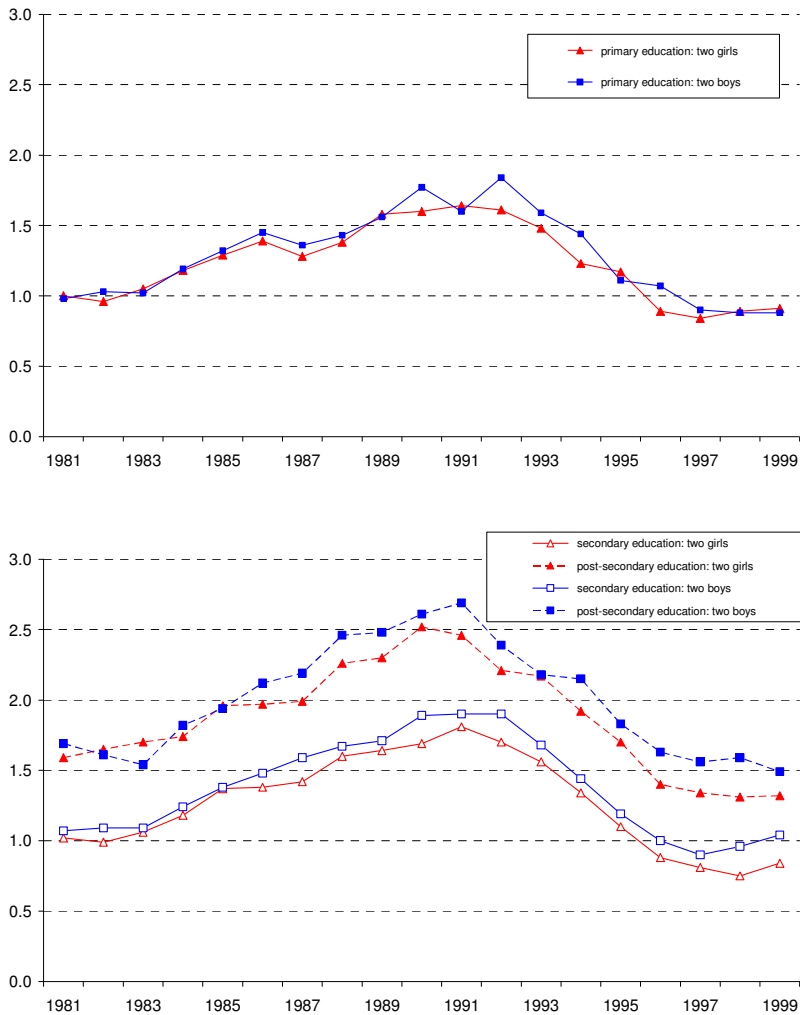 3.0
primary education: two girls
2.5
primary education: two boys
2.0
1.5
1.0
0.5
0.0
1981 1983 1985 1987 1989 1991 1993 1995 1997 1999
secondary education: two girls
3.0
post-secondary education: two girls
secondary education: two boys
post-secondary education: two boys
2.5
2.0
1.5
1.0
0.5
0.0
1981 1983 1985 1987 1989 1991 1993 1995 1997 1999